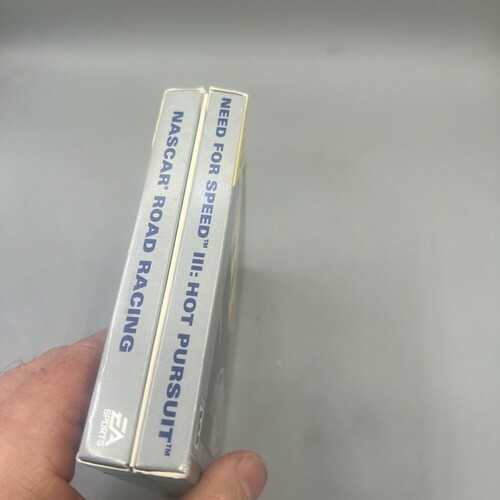 NASCAR' ROAD RACING
EA
SPORTS
NEED FOR SPEED™ III: HOT PURSUIT™